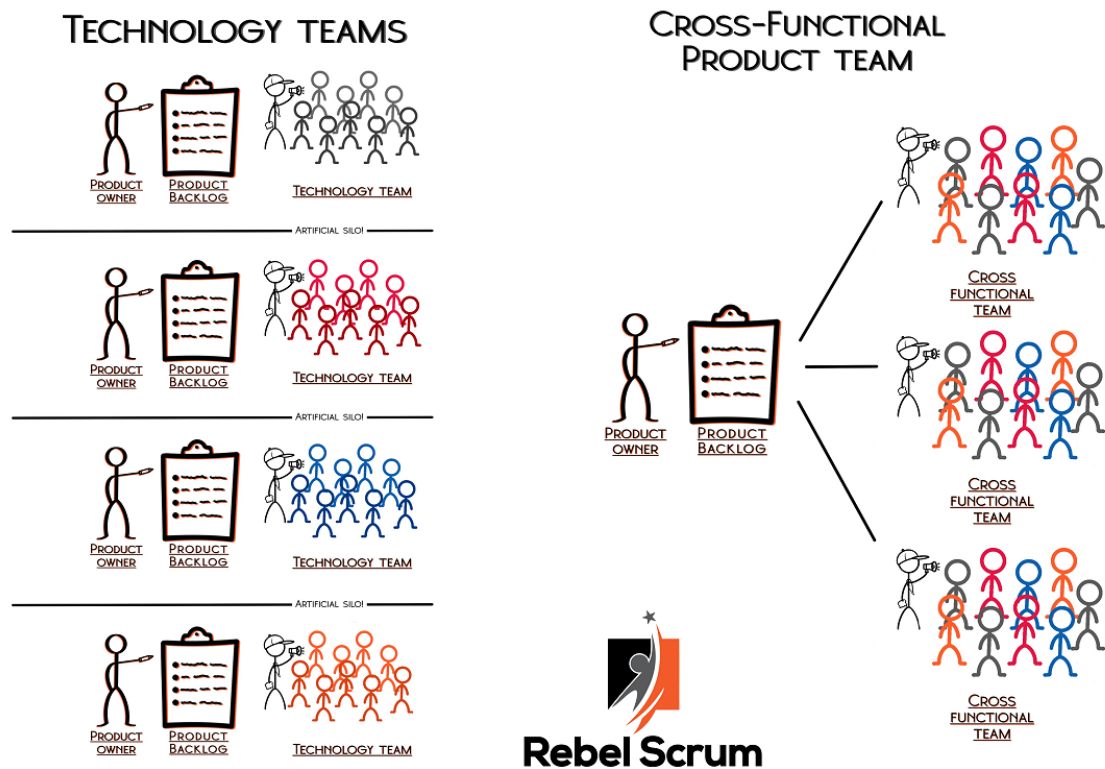 Technology teams
Product
owner
Product
Backlog
Technology team
Artificial silo!
Product
owner
Product
Backlog
Technology team
Artificial silo!
Product
owner
Product
Backlog
Technology team
Artificial silo!
Product
owner
Product
Backlog
Technology team
Cross-Functional
Product team
Product
owner
Product
Backlog
Cross
functional
team
Cross
functional
team
Cross
functional
team
Rebel Scrum